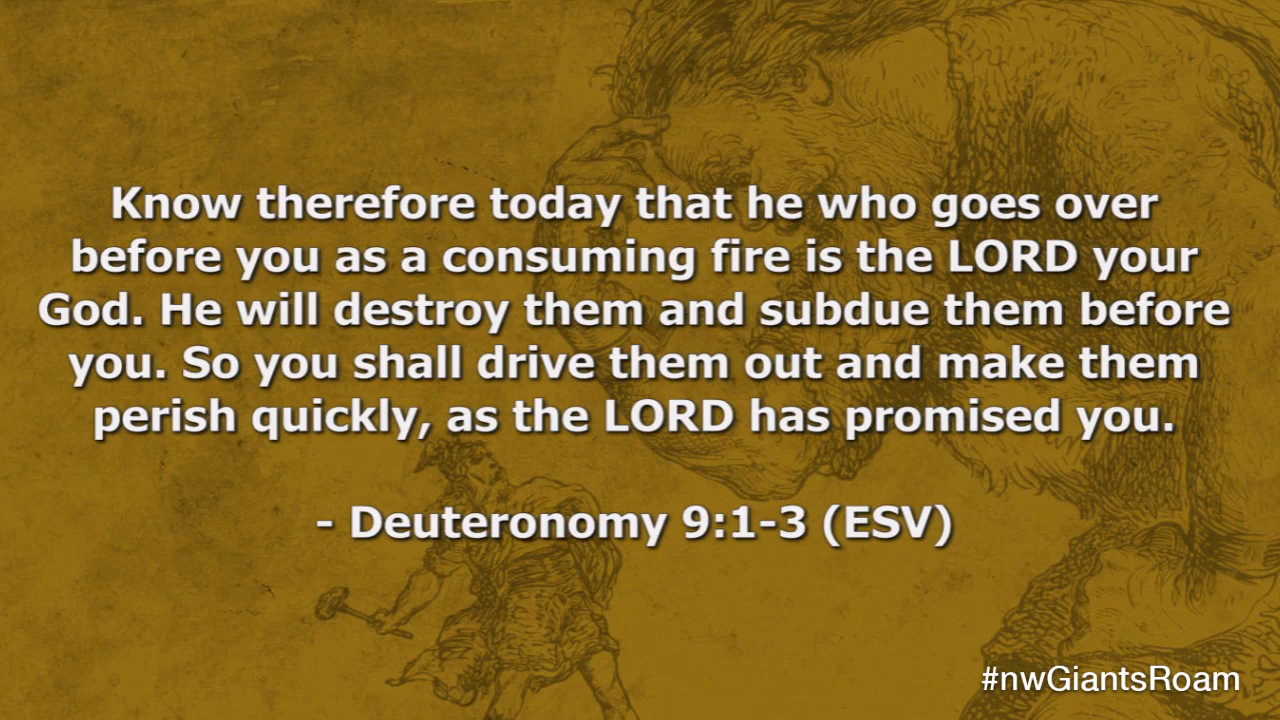 Know therefore today that he who goes over
before you as a consuming fire is the LORD your
God. He will destroy them and subdue them before
you. So you shall drive them out and make them
perish quickly, as the LORD has promised you.
- Deuteronomy 9:1-3 (ESV)
#nwGiantsRoam